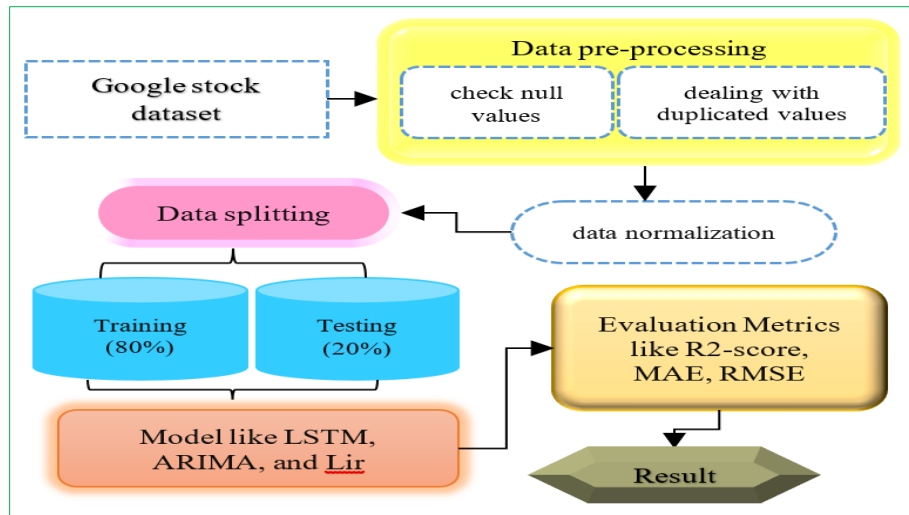 Google stock
dataset
Data pre-processing
check null
values
dealing with
duplicated values
data normalization
Data splitting
Training
(80%)
Testing
(20%)
Model like LSTM,
ARIMA, and Lir
Evaluation Metrics
like R2-score,
MAE, RMSE
Result